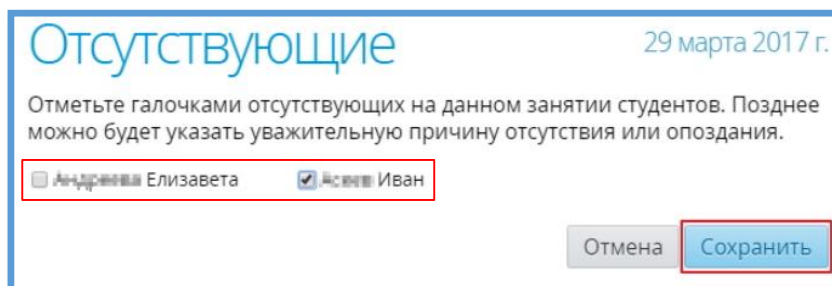 Отсутствующие
29 марта 2017 г.
Отметьте галочками отсутствующих на данном занятии студентов. Позднее
можно будет указать уважительную причину отсутствия или опоздания.
Елизавета Иван
Отмена Сохранить